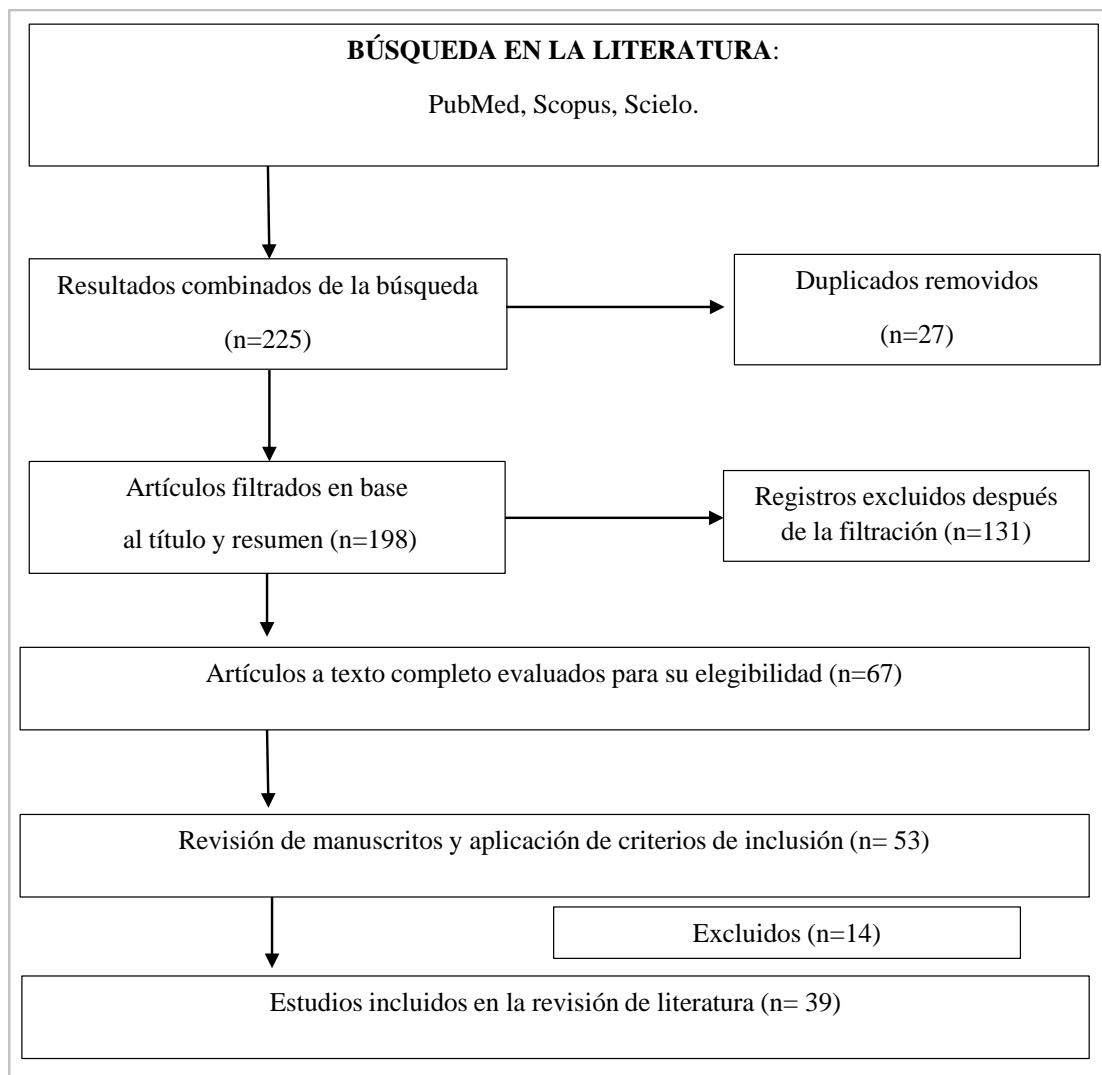 BÚSQUEDA EN LA LITERATURA:
PubMed, Scopus, Scielo.
Resultados combinados de la búsqueda
(n=225)
Duplicados removidos
(n=27)
Artículos filtrados en base
al título y resumen (n=198)
Registros excluidos después
de la filtración (n=131)
Artículos a texto completo evaluados para su elegibilidad (n=67)
Revisión de manuscritos y aplicación de criterios de inclusión (n= 53)
Excluidos (n=14)
Estudios incluidos en la revisión de literatura (n= 39)